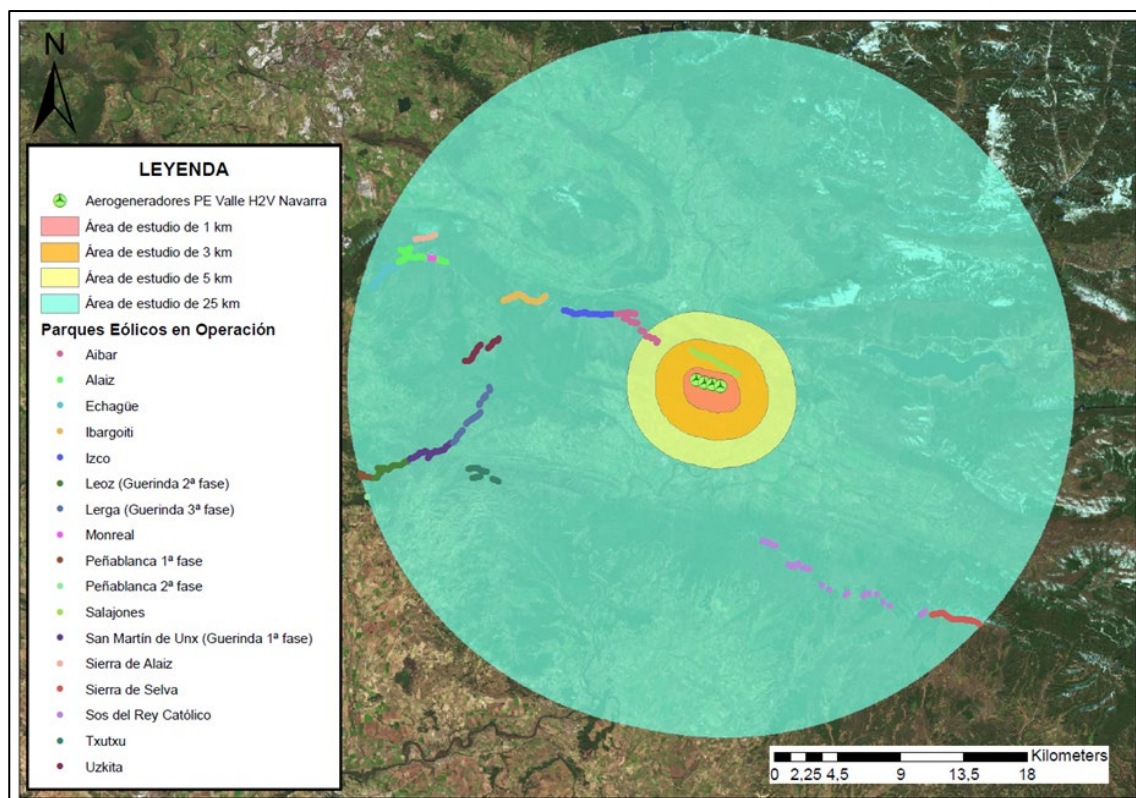 N
LEYENDA
Aerogeneradores PE Valle H2V Navarra
Área de estudio de 1 km
Área de estudio de 3 km
Área de estudio de 5 km
Área de estudio de 25 km
Parques Eólicos en Operación
Aibar
Alaiz
Echagüe
Ibargoiti
Izco
Leoz (Guerinda 2ª fase)
Lerga (Guerinda 3ª fase)
Monreal
Peñablanca 1ª fase
Peñablanca 2ª fase
Salajones
San Martín de Unx (Guerinda 1ª fase)
Sierra de Alaiz
Sierra de Selva
Sos del Rey Católico
Txutxu
Uzkita
Kilometers
0 2,25 4,5 9 13,5 18